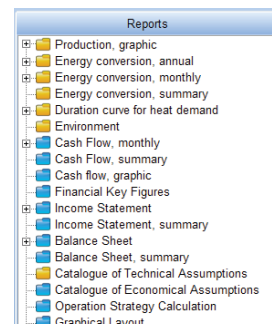 Reports
Production, graphic
Energy conversion, annual
Energy conversion, monthly
Energy conversion, summary
Duration curve for heat demand
Environment
Cash Flow, monthly
Cash Flow, summary
Cash flow, graphic
Financial Key Figures
Income Statement
Income Statement, summary
Balance Sheet
Balance Sheet, summary
Catalogue of Technical Assumptions
Catalogue of Economical Assumptions
Operation Strategy Calculation
Graphical Layout